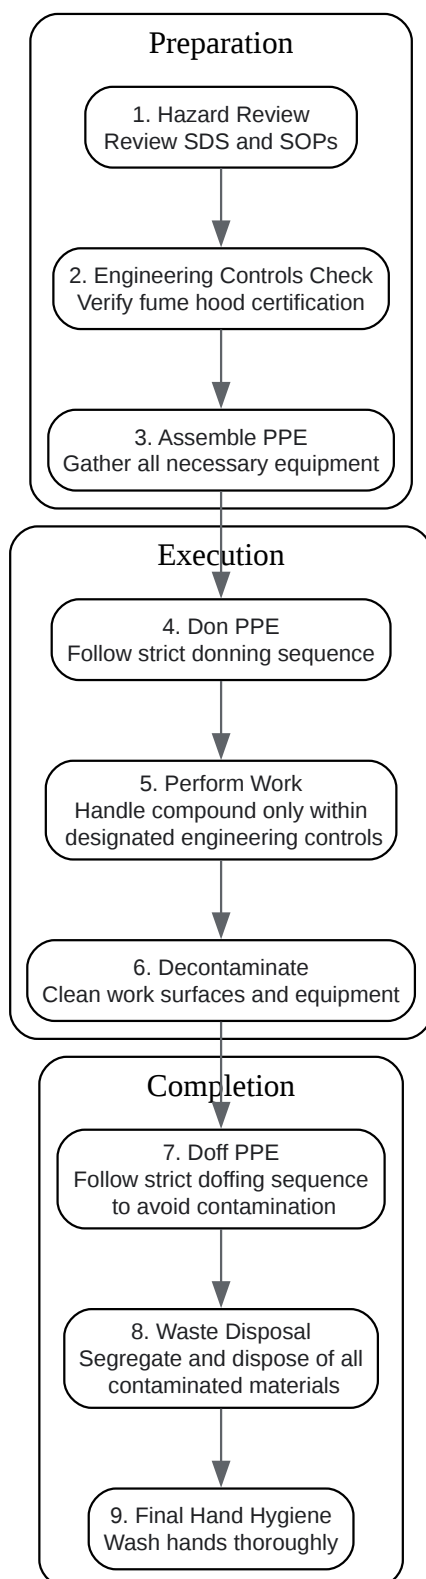 Preparation
1. Hazard Review
Review SDS and SOPs
2. Engineering Controls Check
Verify fume hood certification
3. Assemble PPE
Gather all necessary equipment
Execution
4. Don PPE
Follow strict donning sequence
5. Perform Work
Handle compound only within
designated engineering controls
6. Decontaminate
Clean work surfaces and equipment
Completion
7. Doff PPE
Follow strict doffing sequence
to avoid contamination
8. Waste Disposal
Segregate and dispose of all
contaminated materials
9. Final Hand Hygiene
Wash hands thoroughly